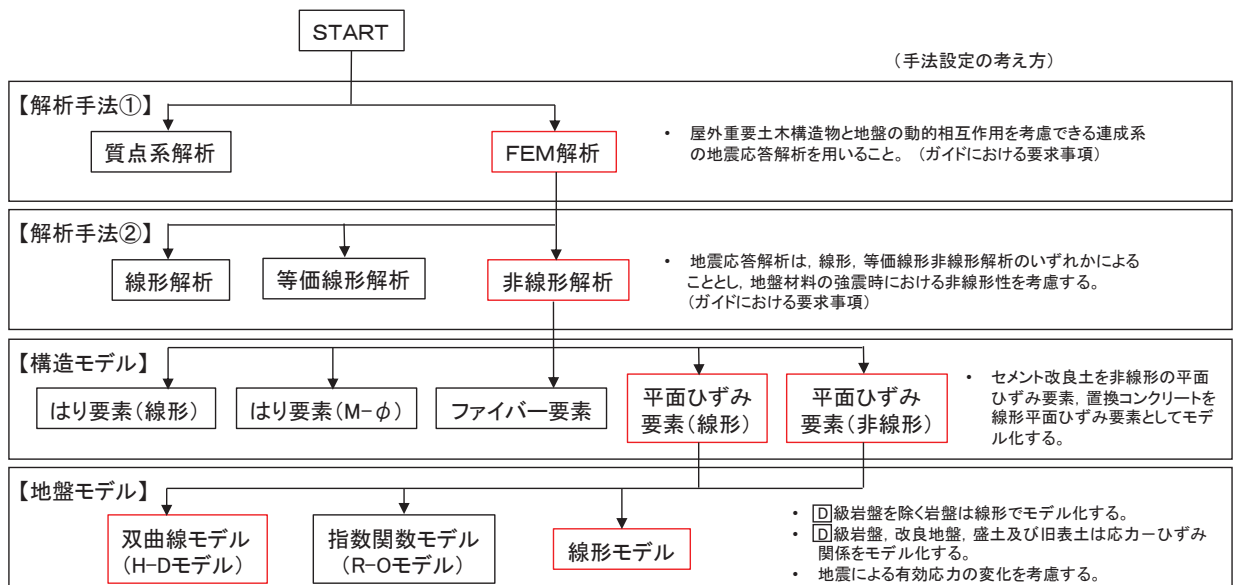 START
（手法設定の考え方）
【解析手法①】
質点系解析
FEM解析
・ 屋外重要土木構造物と地盤の動的相互作用を考慮できる連成系
の地震応答解析を用いること。（ガイドにおける要求事項）
【解析手法②】
線形解析
等価線形解析
非線形解析
・ 地震応答解析は，線形，等価線形非線形解析のいずれかによる
こととし，地盤材料の強震時における非線形性を考慮する。
（ガイドにおける要求事項）
【構造モデル】
はり要素（線形）
はり要素（M-φ）
ファイバー要素
平面ひずみ
要素（線形）
平面ひずみ
要素（非線形）
・ セメント改良土を非線形の平面
ひずみ要素，置換コンクリートを
線形平面ひずみ要素としてモデ
ル化する。
【地盤モデル】
双曲線モデル
（H-Dモデル）
指数関数モデル
（R-Oモデル）
線形モデル
・ D級岩盤を除く岩盤は線形でモデル化する。
・ D級岩盤，改良地盤，盛土及び旧表土は応力－ひずみ
関係をモデル化する。
・ 地震による有効応力の変化を考慮する。